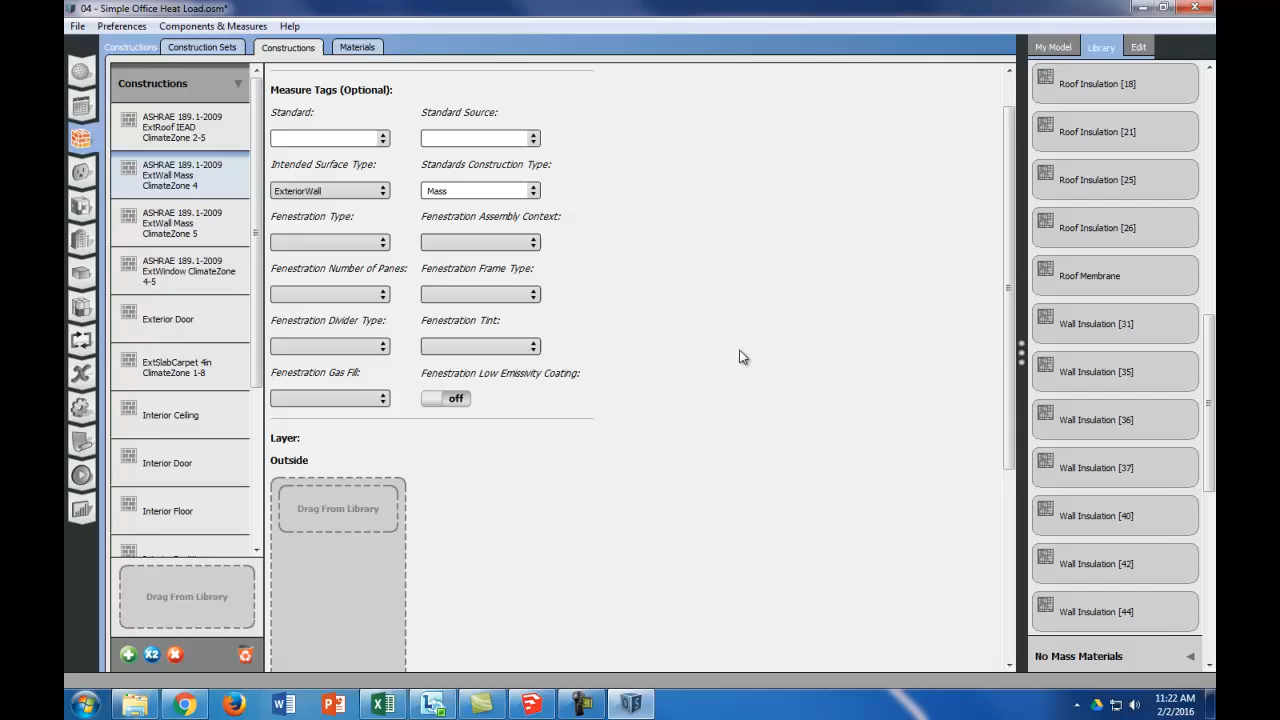 04 - Simple Office Heat Load.osm*
File Preferences Components & Measures Help
Constructions Construction Sets Constructions Materials
My Model Library Edit
Constructions
ASHRAE 189.1-2009
ExtRoof IEAD
ClimateZone 2-5
ASHRAE 189.1-2009
ExtWall Mass
ClimateZone 4
ASHRAE 189.1-2009
ExtWall Mass
ClimateZone 5
ASHRAE 189.1-2009
ExtWindow ClimateZone
4-5
Exterior Door
ExtSlabCarpet 4in
ClimateZone 1-8
Interior Ceiling
Interior Door
Interior Floor
Drag From Library
X2
Measure Tags (Optional):
Standard: Standard Source:
Intended Surface Type: Standards Construction Type:
ExteriorWall Mass
Fenestration Type: Fenestration Assembly Context:
Fenestration Number of Panes: Fenestration Frame Type:
Fenestration Divider Type: Fenestration Tint:
Fenestration Gas Fill: Fenestration Low Emissivity Coating:
off
Layer:
Outside
Drag From Library
Roof Insulation [18]
Roof Insulation [21]
Roof Insulation [25]
Roof Insulation [26]
Roof Membrane
Wall Insulation [31]
Wall Insulation [35]
Wall Insulation [36]
Wall Insulation [37]
Wall Insulation [40]
Wall Insulation [42]
Wall Insulation [44]
No Mass Materials
11:22 AM
2/2/2016